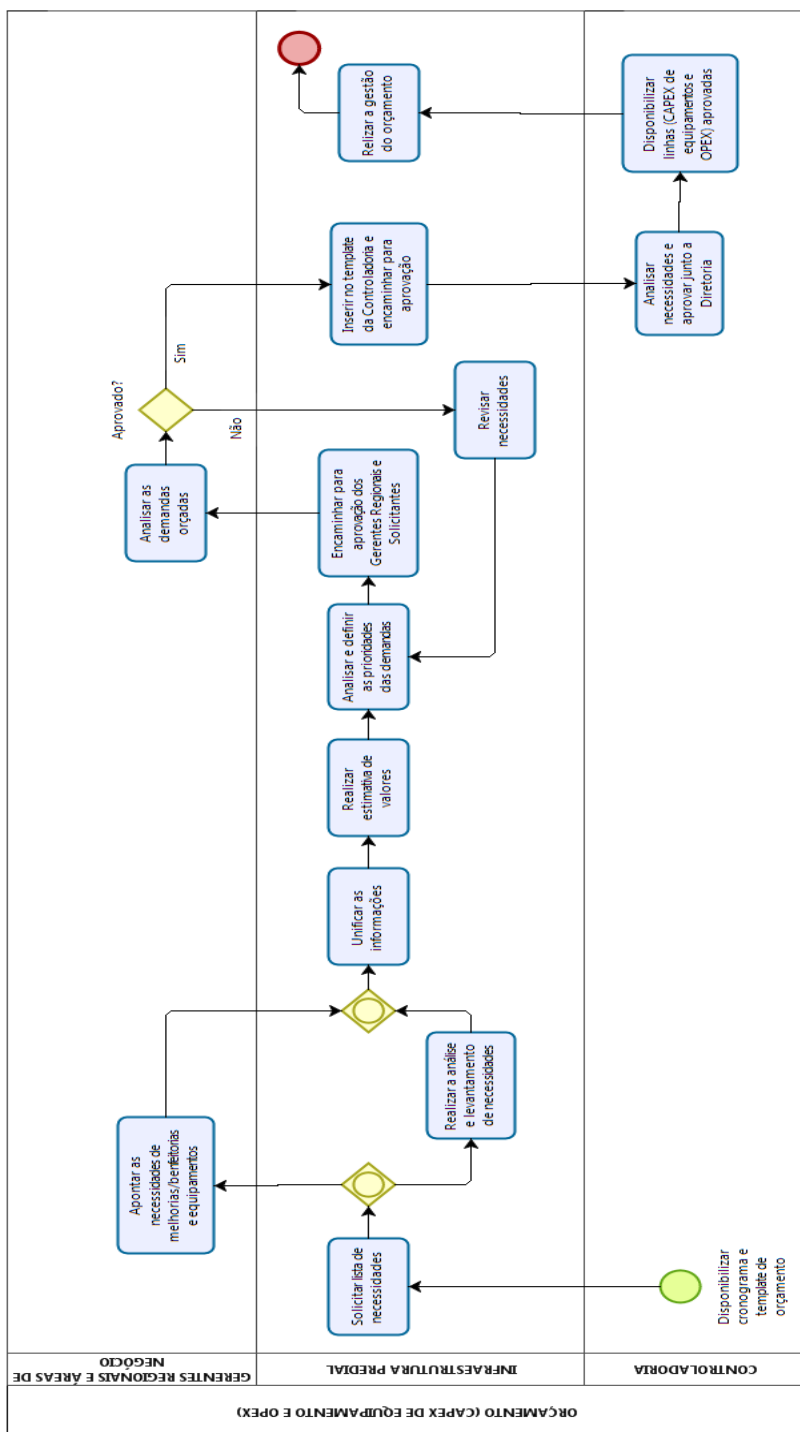 ORÇAMENTO (CAPEX DE EQUIPAMENTO E OPEX)
GERENTES REGIONAIS E ÁREAS DE
NEGÓCIO
INFRAESTRUTURA PREDIAL
CONTROLADORIA
Disponibilizar
cronograma e
template de
orçamento
Solicitar lista de
necessidades
Apontar as
necessidades de
melhorias/benfeitorias
e equipamentos
Realizar a análise
e levantamento
de necessidades
Unificar as
informações
Realizar
estimativa de
valores
Analisar e definir
as prioridades
das demandas
Encaminhar para
aprovação dos
Gerentes Regionais e
Solicitantes
Analisar as
demandas
orçadas
Aprovado?
Não
Sim
Revisar
necessidades
Inserir no template
da Controladoria e
encaminhar para
aprovação
Analisar
necessidades e
aprovar junto a
Diretoria
Disponibilizar
linhas (CAPEX de
equipamentos e
OPEX) aprovadas
Relizar a gestão
do orçamento